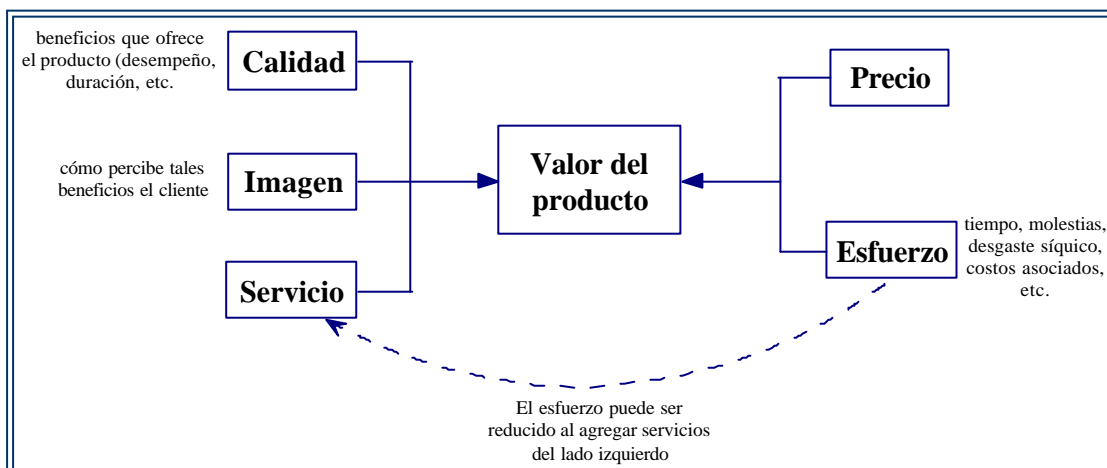 beneficios que ofrece
el producto (desempeño,
duración, etc.
Calidad
cómo percibe tales
beneficios el cliente
Imagen
Servicio
Valor del
producto
Precio
Esfuerzo
tiempo, molestias,
desgaste síquico,
costos asociados,
etc.
El esfuerzo puede ser
reducido al agregar servicios
del lado izquierdo